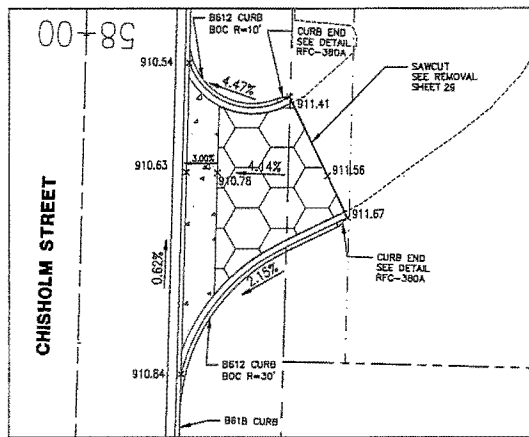 58+00
B612 CURB
BOC R=10'
CURB END
SEE DETAIL
RFC-380A
SAWCUT
SEE REMOVAL
SHEET 29
910.54
4.47%
911.41
910.63
3.00%
910.78
4.14%
911.56
911.67
CHISHOLM STREET
0.62%
2.15%
CURB END
SEE DETAIL
RFC-380A
910.84
B612 CURB
BOC R=30'
B618 CURB